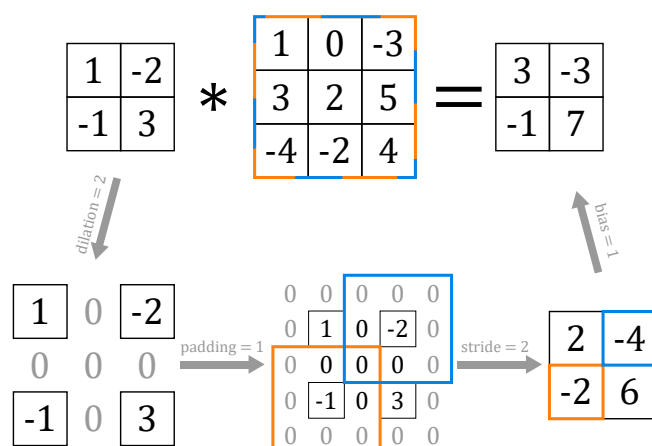 1 -2
-1 3
*
1 0 -3
3 2 5
-4 -2 4
=
3 -3
-1 7
dilation = 2
bias = 1
1 0 -2
0 0 0
-1 0 3
padding = 1
0 0 0 0 0
0 1 0 -2 0
0 0 0 0 0
0 -1 0 3 0
0 0 0 0 0
stride = 2
2 -4
-2 6